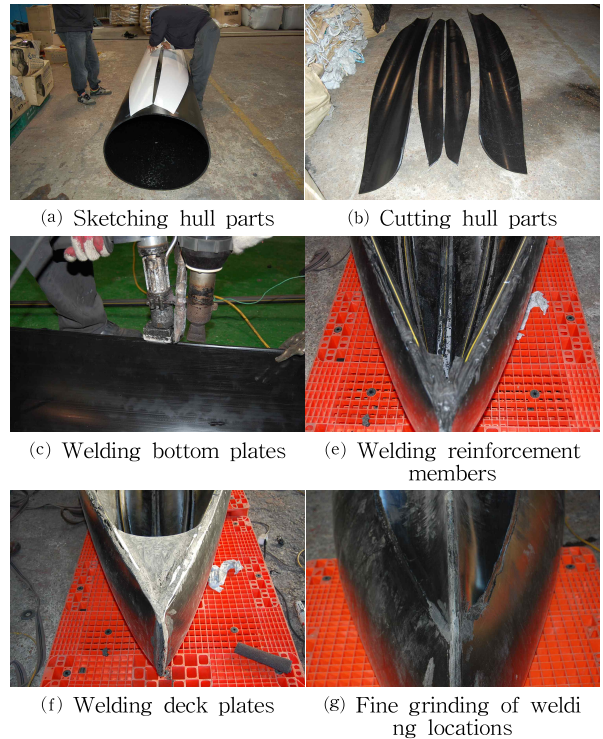 (a) Sketching hull parts
(b) Cutting hull parts
(c) Welding bottom plates
(e) Welding reinforcement
members
(f) Welding deck plates
(g) Fine grinding of weldi
ng locations